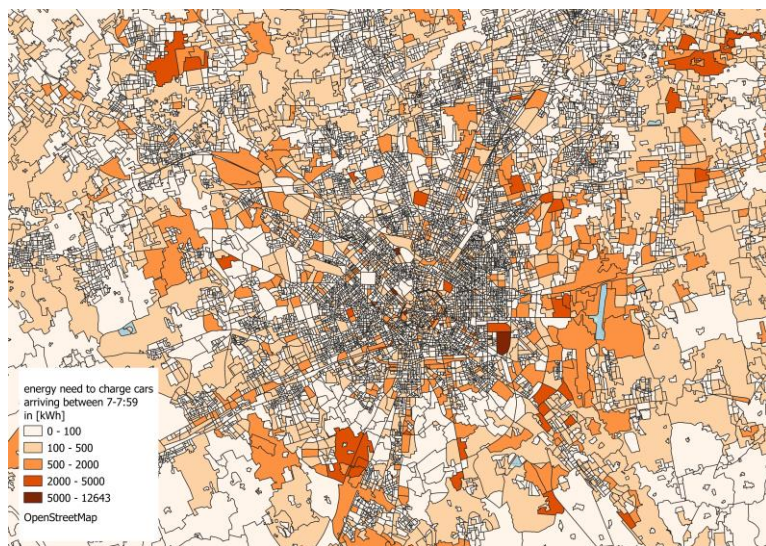 energy need to charge cars
arriving between 7-7:59
in [kWh]
0 - 100
100 - 500
500 - 2000
2000 - 5000
5000 - 12643
OpenStreetMap